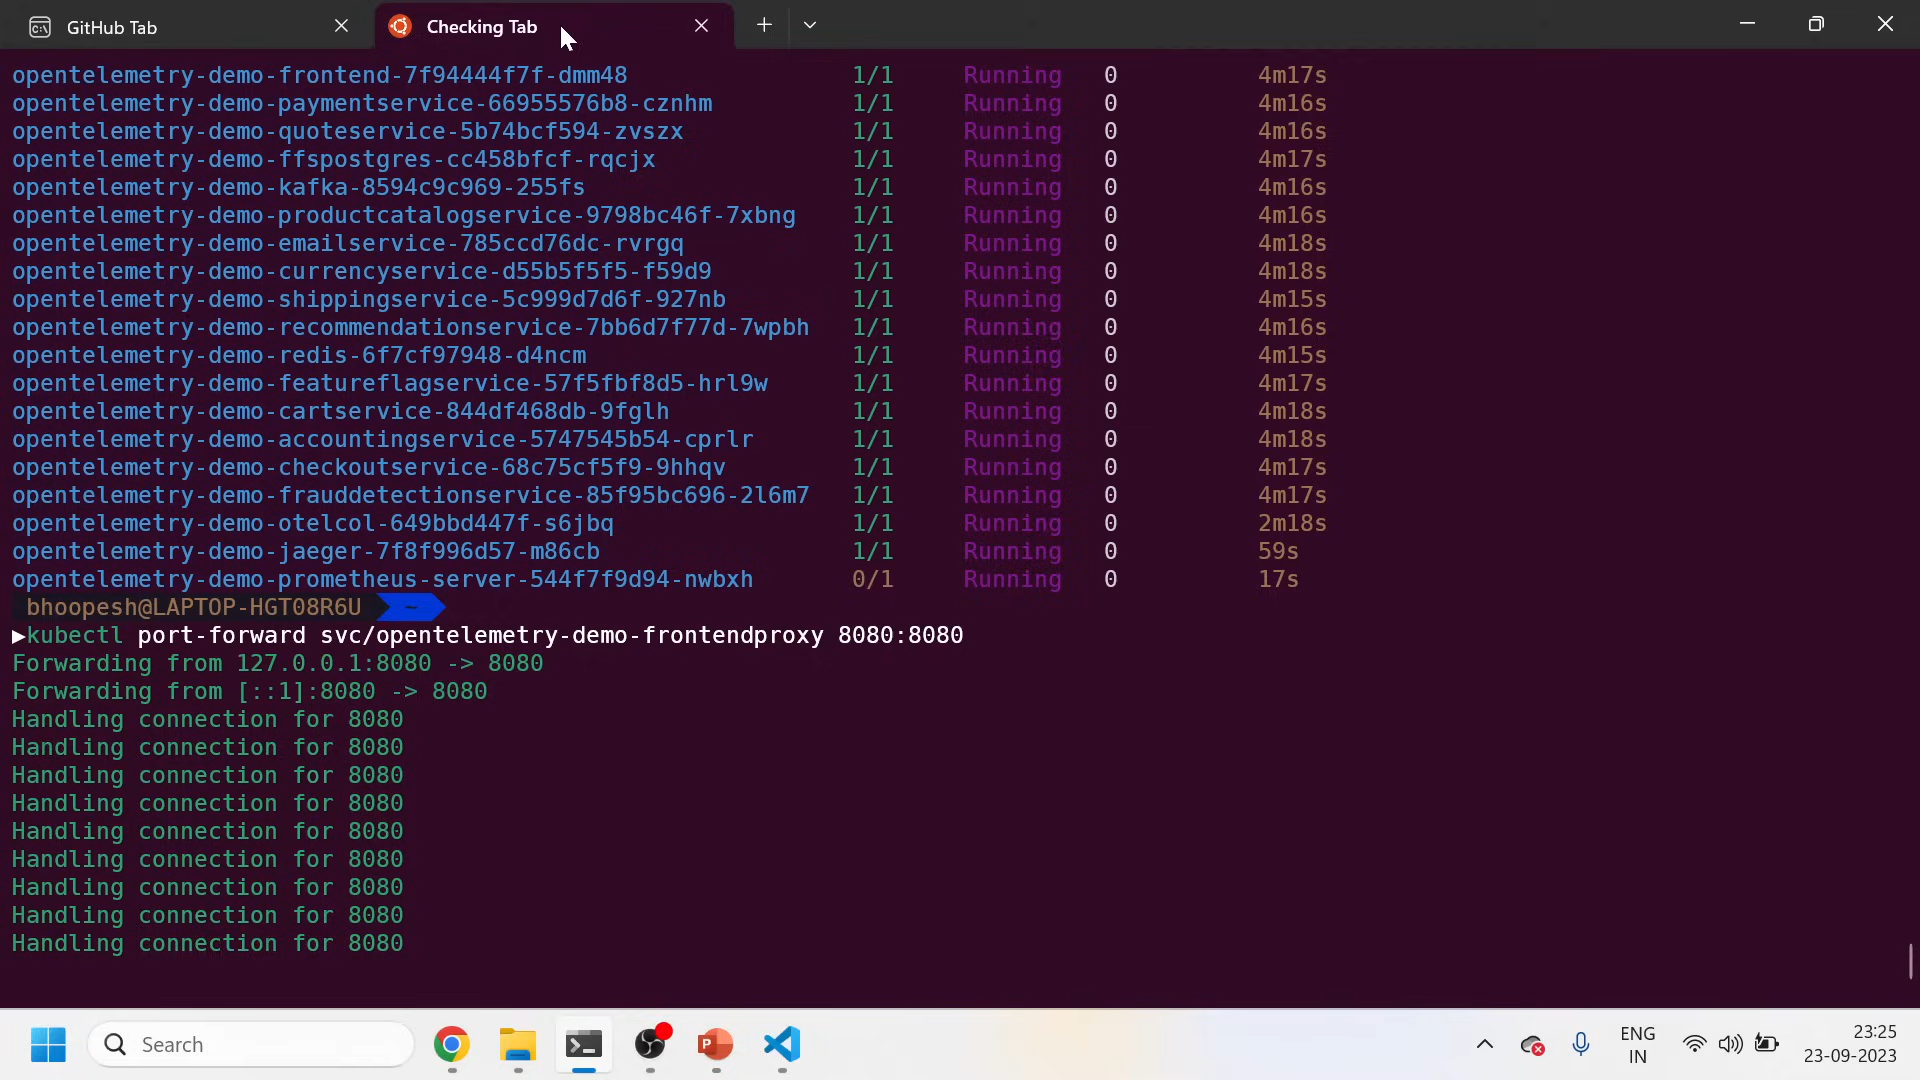 GitHub Tab
Checking Tab
opentelemetry-demo-frontend-7f94444f7f-dmm48 1/1 Running 0 4m17s
opentelemetry-demo-paymentservice-66955576b8-cznhm 1/1 Running 0 4m16s
opentelemetry-demo-quoteservice-5b74bcf594-zvszx 1/1 Running 0 4m16s
opentelemetry-demo-ffspostgres-cc458bfcf-rqcjx 1/1 Running 0 4m17s
opentelemetry-demo-kafka-8594c9c969-255fs 1/1 Running 0 4m16s
opentelemetry-demo-productcatalogservice-9798bc46f-7xbng 1/1 Running 0 4m16s
opentelemetry-demo-emailservice-785ccd76dc-rvrgq 1/1 Running 0 4m18s
opentelemetry-demo-currencyservice-d55b5f5f5-f59d9 1/1 Running 0 4m18s
opentelemetry-demo-shippingservice-5c999d7d6f-927nb 1/1 Running 0 4m15s
opentelemetry-demo-recommendationservice-7bb6d7f77d-7wpbh 1/1 Running 0 4m16s
opentelemetry-demo-redis-6f7cf97948-d4ncm 1/1 Running 0 4m15s
opentelemetry-demo-featureflagservice-57f5fbf8d5-hrl9w 1/1 Running 0 4m17s
opentelemetry-demo-cartservice-844df468db-9fglh 1/1 Running 0 4m18s
opentelemetry-demo-accountingservice-5747545b54-cprlr 1/1 Running 0 4m18s
opentelemetry-demo-checkoutservice-68c75cf5f9-9hhqv 1/1 Running 0 4m17s
opentelemetry-demo-frauddetectionservice-85f95bc696-2l6m7 1/1 Running 0 4m17s
opentelemetry-demo-otelcol-649bbd447f-s6jbq 1/1 Running 0 2m18s
opentelemetry-demo-jaeger-7f8f996d57-m86cb 1/1 Running 0 59s
opentelemetry-demo-prometheus-server-544f7f9d94-nwbxh 0/1 Running 0 17s
bhoopesh@LAPTOP-HGT08R6U ~
▶kubectl port-forward svc/opentelemetry-demo-frontendproxy 8080:8080
Forwarding from 127.0.0.1:8080 -> 8080
Forwarding from [::1]:8080 -> 8080
Handling connection for 8080
Handling connection for 8080
Handling connection for 8080
Handling connection for 8080
Handling connection for 8080
Handling connection for 8080
Handling connection for 8080
Handling connection for 8080
Handling connection for 8080
Search
ENG
IN
23:25
23-09-2023